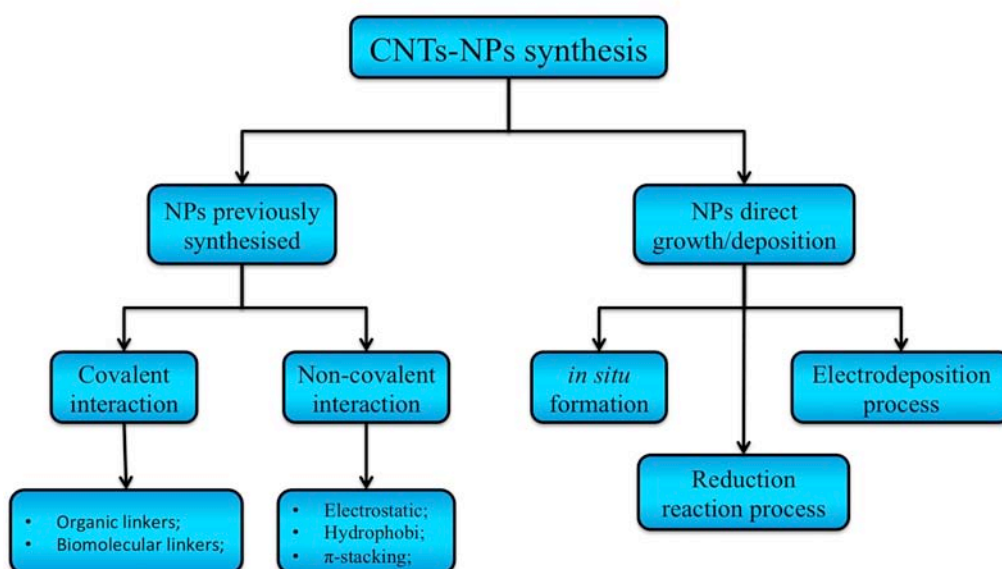 CNTs-NPs synthesis
NPs previously
synthesised
NPs direct
growth/deposition
Covalent
interaction
Non-covalent
interaction
in situ
formation
Electrodeposition
process
Reduction
reaction process
• Organic linkers;
• Biomolecular linkers;
• Electrostatic;
• Hydrophobi;
• π-stacking;